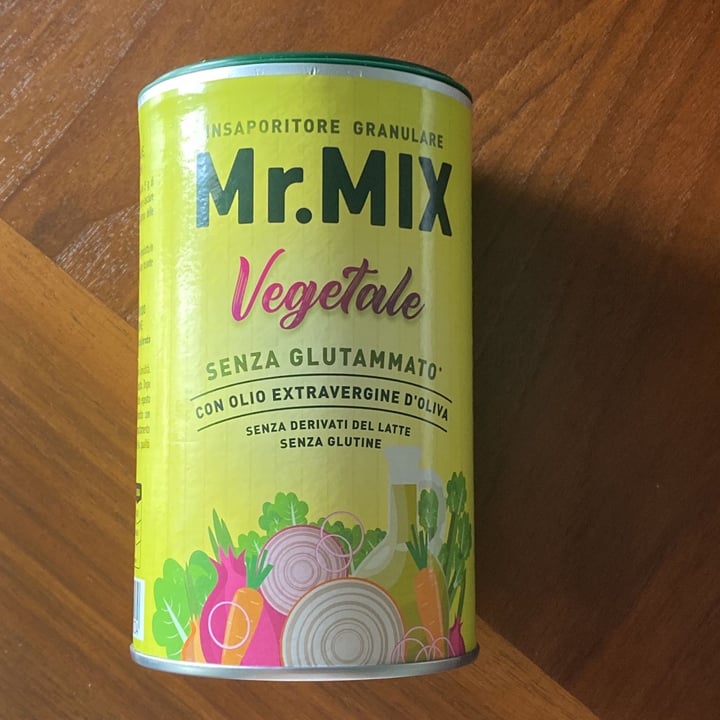 INSAPORITORE GRANULARE
Mr.MIX
Vegetale
SENZA GLUTAMMATO*
CON OLIO EXTRAVERGINE D'OLIVA
SENZA DERIVATI DEL LATTE
SENZA GLUTINE